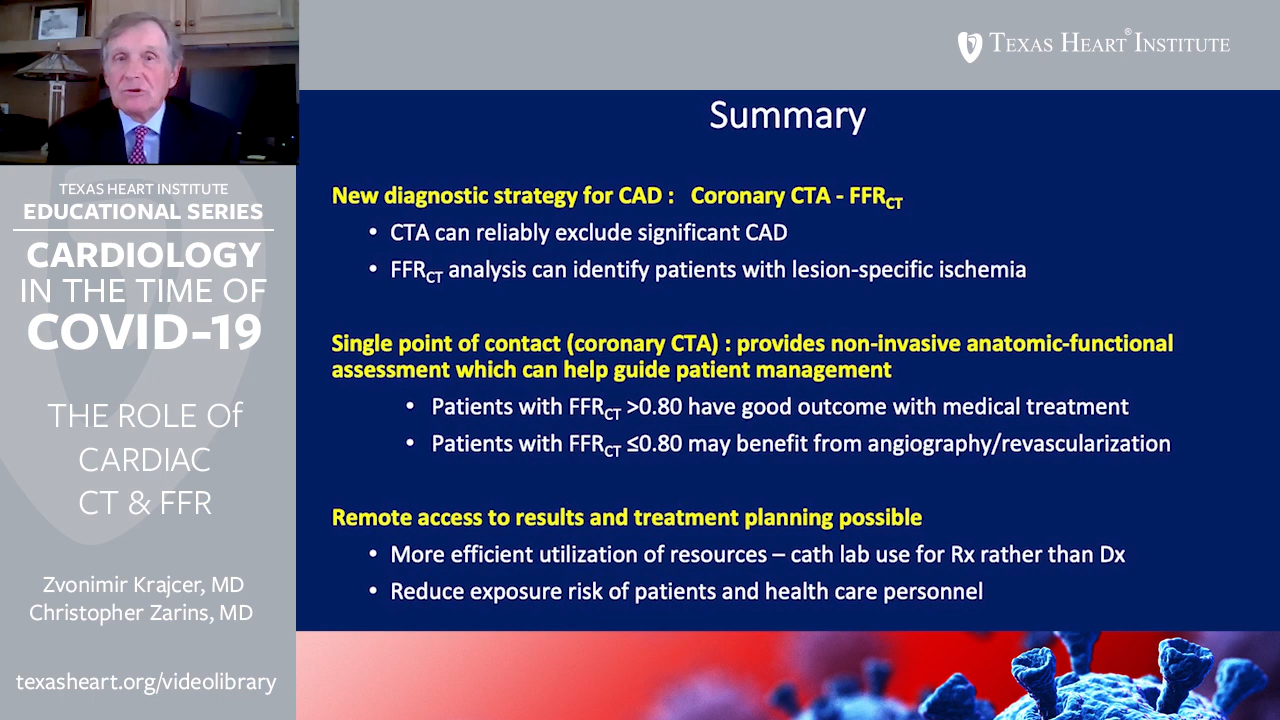 TEXAS HEART® INSTITUTE
TEXAS HEART INSTITUTE
EDUCATIONAL SERIES
CARDIOLOGY
IN THE TIME OF
COVID-19
THE ROLE Of
CARDIAC
CT & FFR
Zvonimir Krajcer, MD
Christopher Zarins, MD
texasheart.org/videolibrary
Summary
New diagnostic strategy for CAD : Coronary CTA - FFRCT
• CTA can reliably exclude significant CAD
• FFRCT analysis can identify patients with lesion-specific ischemia
Single point of contact (coronary CTA) : provides non-invasive anatomic-functional
assessment which can help guide patient management
• Patients with FFRCT >0.80 have good outcome with medical treatment
• Patients with FFRCT ≤0.80 may benefit from angiography/revascularization
Remote access to results and treatment planning possible
• More efficient utilization of resources – cath lab use for Rx rather than Dx
• Reduce exposure risk of patients and health care personnel